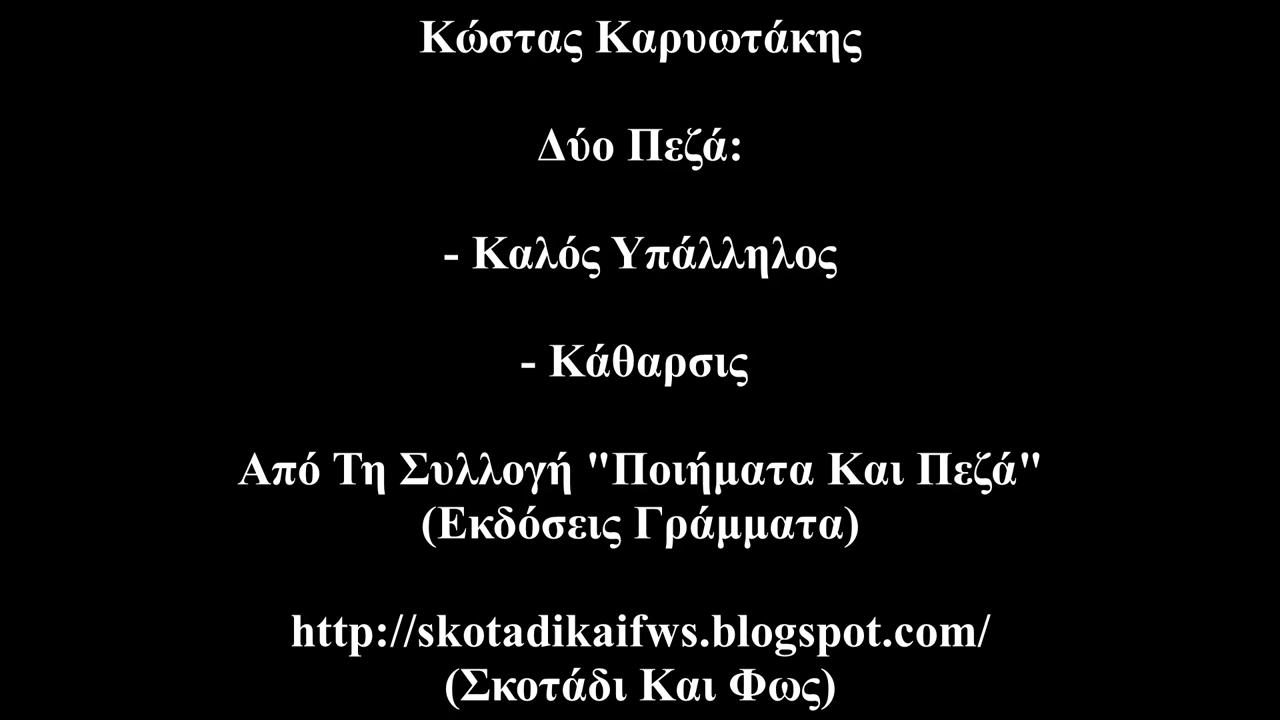 Κώστας Καρυωτάκης
Δύο Πεζά:
- Καλός Υπάλληλος
- Κάθαρσις
Από Τη Συλλογή "Ποιήματα Και Πεζά"
(Εκδόσεις Γράμματα)
http://skotadikaifws.blogspot.com/
(Σκοτάδι Και Φως)